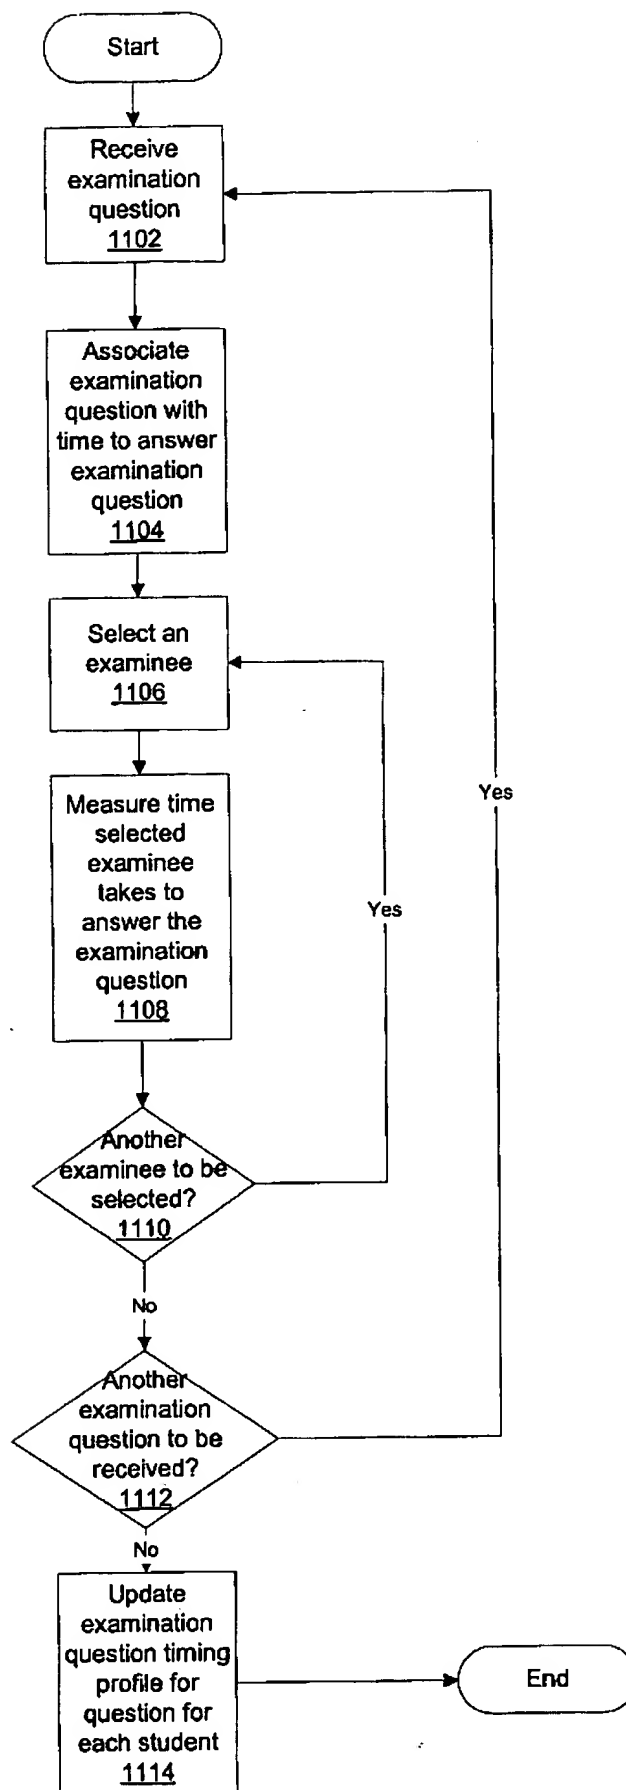 Start
Receive
examination
question
1102
Associate
examination
question with
time to answer
examination
question
1104
Select an
examinee
1106
Yes
Measure time
selected
examinee
takes to
answer the
examination
question
1108
Yes
Another
examinee to be
selected?
1110
No
Another
examination
question to be
received?
1112
No
Update
examination
question timing
profile for
question for
each student
1114
End